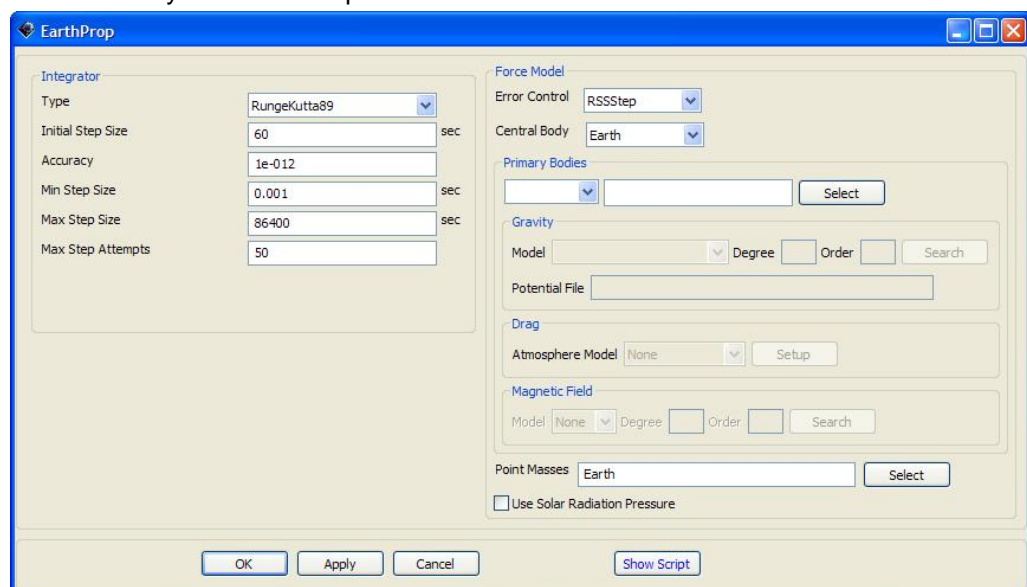 EarthProp
Integrator
Type RungeKutta89
Initial Step Size 60 sec
Accuracy 1e-012
Min Step Size 0.001 sec
Max Step Size 86400 sec
Max Step Attempts 50
Force Model
Error Control RSSStep
Central Body Earth
Primary Bodies
Select
Gravity
Model Degree Order Search
Potential File
Drag
Atmosphere Model None Setup
Magnetic Field
Model None Degree Order Search
Point Masses Earth Select
Use Solar Radiation Pressure
OK Apply Cancel Show Script